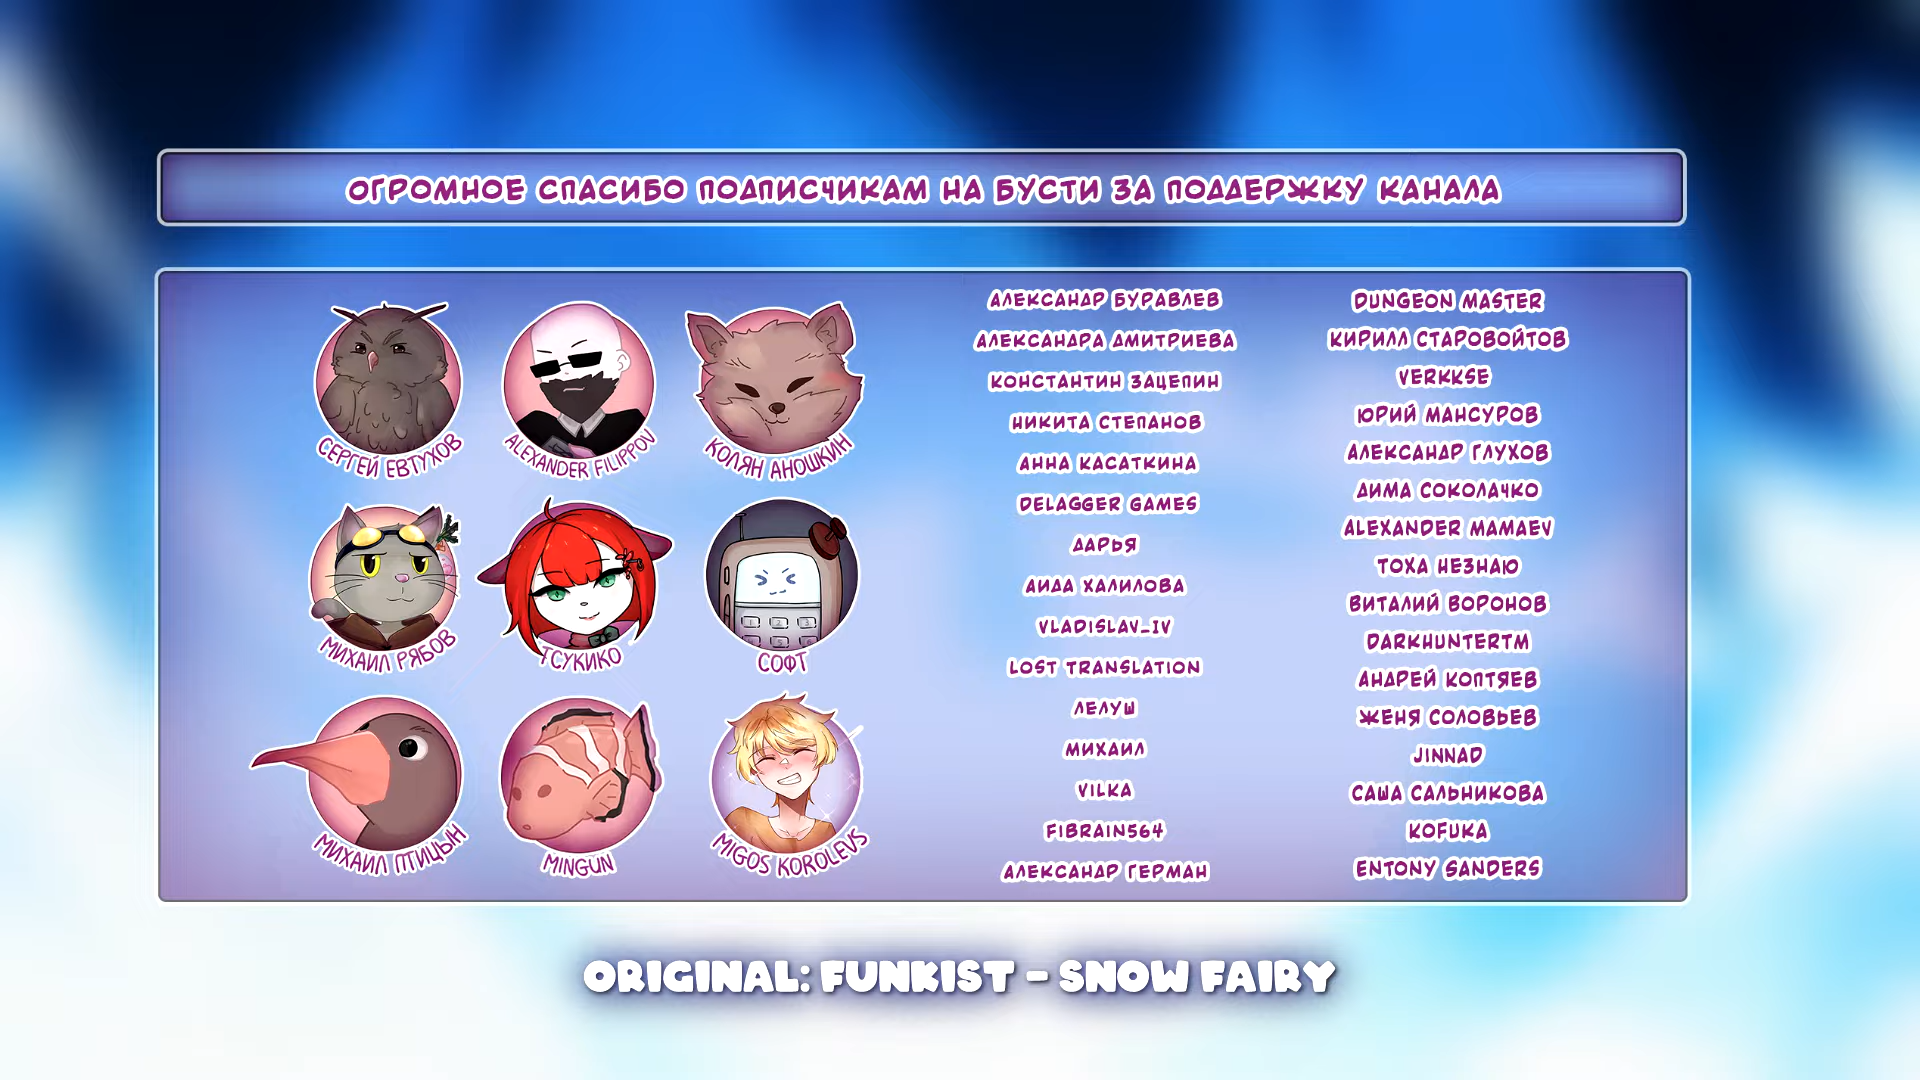 ОГРОМНОЕ СПАСИБО ПОДПИСЧИКАМ НА БУСТИ ЗА ПОДДЕРЖКУ КАНАЛА
СЕРГЕЙ ЕВТУХОВ
ALEXANDER FILIPPOV
КОЛЯН АНОШКИН
МИХАИЛ РЯБОВ
ТСУКИКО
СОФТ
МИХАИЛ ПТИЦЫН
MINGUN
MIGOS KOROLEVS
АЛЕКСАНДР БУРАВЛЕВ
АЛЕКСАНДРА ДМИТРИЕВА
КОНСТАНТИН ЗАЦЕПИН
НИКИТА СТЕПАНОВ
АННА КАСАТКИНА
DELAGGER GAMES
ДАРЬЯ
АИДА ХАЛИЛОВА
VLADISLAV_IV
LOST TRANSLATION
ЛЕЛУШ
МИХАИЛ
VILKA
FIBRAIN564
АЛЕКСАНДР ГЕРМАН
DUNGEON MASTER
КИРИЛЛ СТАРОВОЙТОВ
VERKKSE
ЮРИЙ МАНСУРОВ
АЛЕКСАНДР ГЛУХОВ
ДИМА СОКОЛАЧКО
ALEXANDER MAMAEV
ТОХА НЕЗНАЮ
ВИТАЛИЙ ВОРОНОВ
DARKHUNTERTM
АНДРЕЙ КОПТЯЕВ
ЖЕНЯ СОЛОВЬЕВ
JINNAD
САША САЛЬНИКОВА
KOFUKA
ENTONY SANDERS
ORIGINAL: FUNKIST - SNOW FAIRY